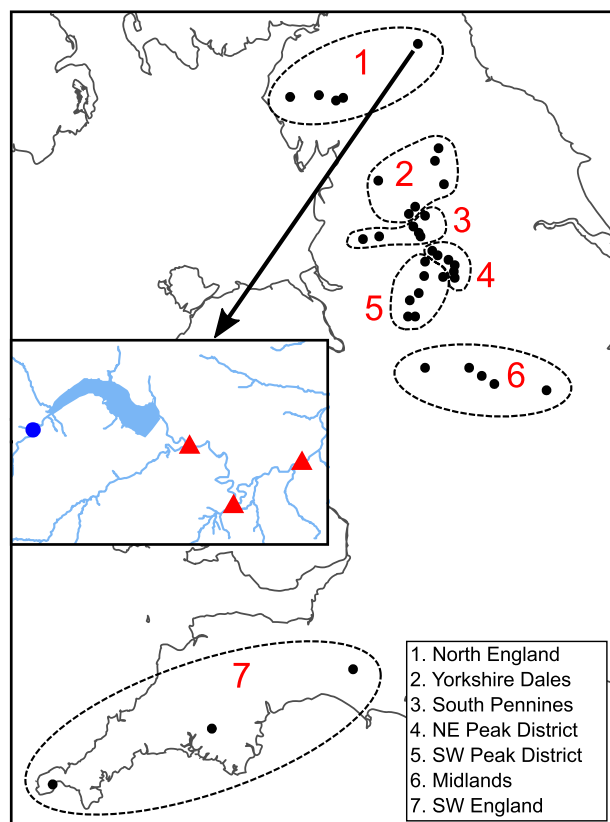 1
2
3
4
5
6
7
1. North England
2. Yorkshire Dales
3. South Pennines
4. NE Peak District
5. SW Peak District
6. Midlands
7. SW England